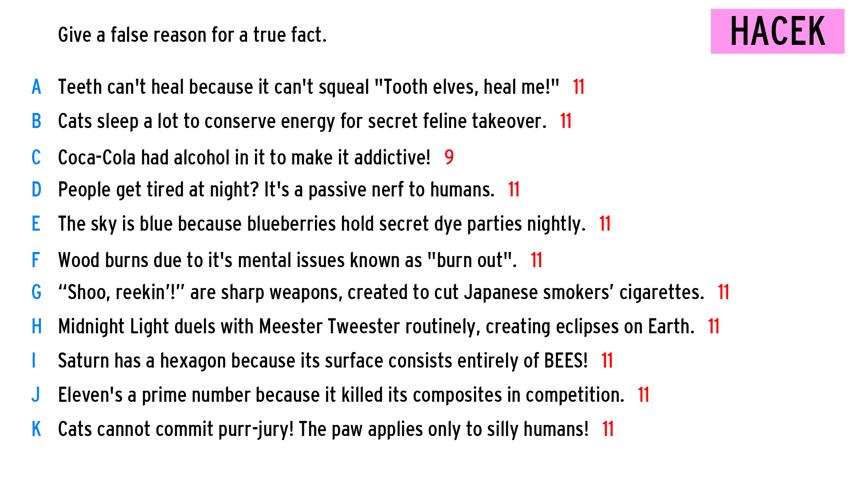 Give a false reason for a true fact.
HACEK
A Teeth can't heal because it can't squeal "Tooth elves, heal me!" 11
B Cats sleep a lot to conserve energy for secret feline takeover. 11
C Coca-Cola had alcohol in it to make it addictive! 9
D People get tired at night? It's a passive nerf to humans. 11
E The sky is blue because blueberries hold secret dye parties nightly. 11
F Wood burns due to it's mental issues known as "burn out". 11
G “Shoo, reekin’!” are sharp weapons, created to cut Japanese smokers’ cigarettes. 11
H Midnight Light duels with Meester Tweester routinely, creating eclipses on Earth. 11
I Saturn has a hexagon because its surface consists entirely of BEES! 11
J Eleven's a prime number because it killed its composites in competition. 11
K Cats cannot commit purr-jury! The paw applies only to silly humans! 11